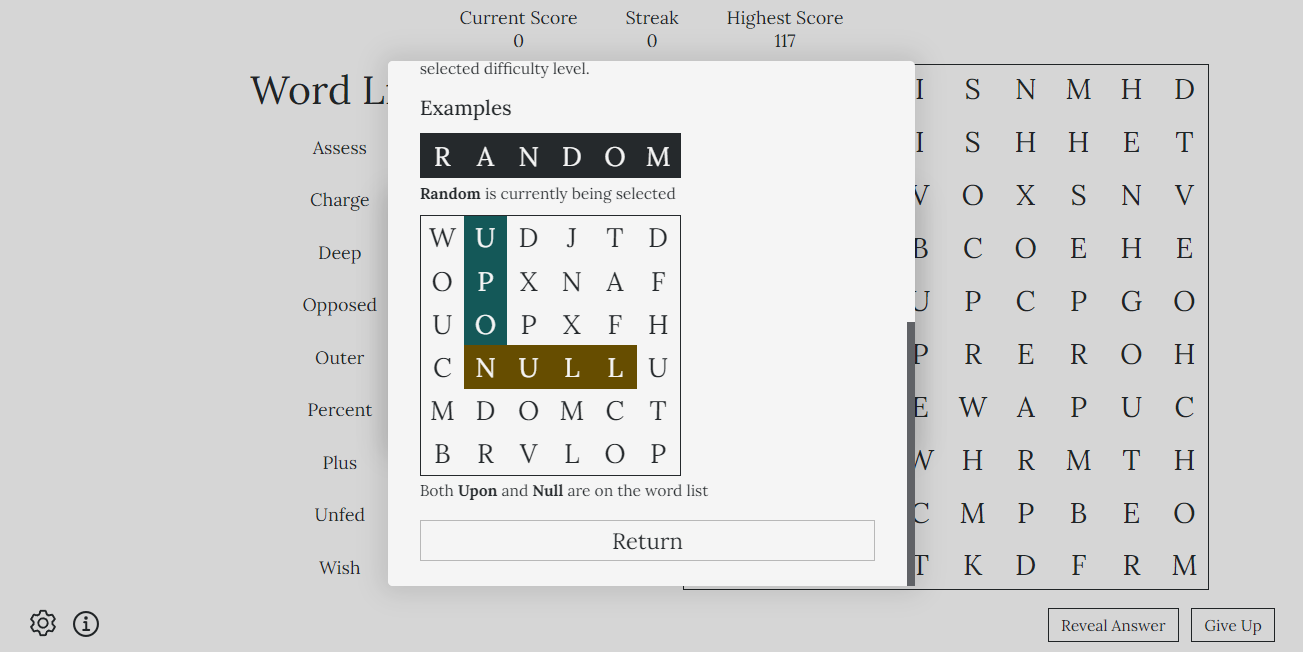 Current Score
0
Streak
0
Highest Score
117
Word L
Assess
Charge
Deep
Opposed
Outer
Percent
Plus
Unfed
Wish
selected difficulty level.
Examples
R A N D O M
Random is currently being selected
W U D J T D
O P X N A F
U O P X F H
C N U L L U
M D O M C T
B R V L O P
Both Upon and Null are on the word list
Return
I S N M H D
I S H H E T
V O X S N V
B C O E H E
U P C P G O
P R E R O H
E W A P U C
W H R M T H
C M P B E O
T K D F R M
Reveal Answer
Give Up